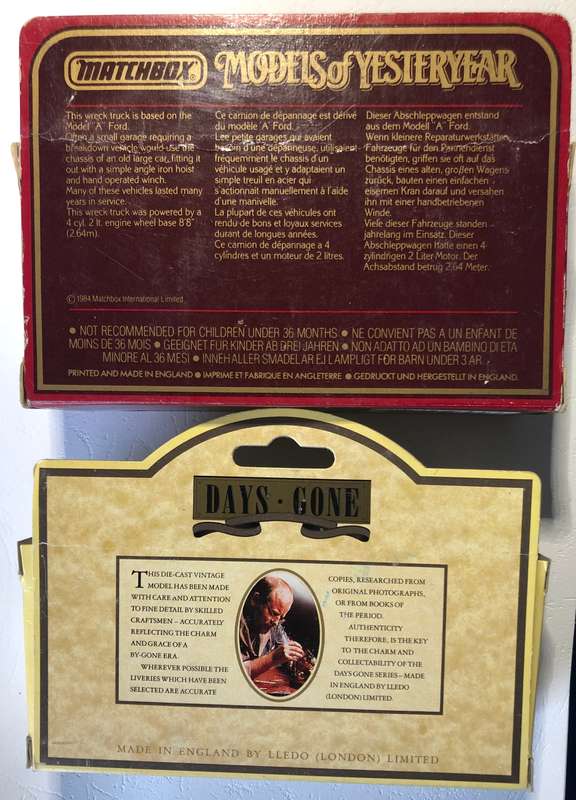 MATCHBOX
MODELS of YESTERYEAR
This wreck truck is based on the
Model "A" Ford.
Often a small garage requiring a
breakdown vehicle would use the
chassis of an old large car, fitting it
out with a simple angle iron hoist
and hand operated winch.
Many of these vehicles lasted many
years in service.
This wreck truck was powered by a
4 cyl. 2 lt. engine wheel base 8'8"
(2.64m).
Ce camion de dépannage est dérivé
du modèle "A" Ford.
Les petits garages qui avaient
besoin d'une dépanneuse, utilisaient
fréquemment le chassis d'un
véhicule usagé et y adaptaient un
simple treuil en acier qui
s'actionnait manuellement à l'aide
d'une manivelle.
La plupart de ces véhicules ont
rendu de bons et loyaux services
durant de longues années.
Ce camion de dépannage a 4
cylindres et un moteur de 2 litres.
Dieser Abschleppwagen entstand
aus dem Modell "A" Ford.
Wenn kleinere Reparaturwerkstätten
Fahrzeuge für den Pannendienst
benötigten, griffen sie oft auf das
Chassis eines alten, großen Wagens
zurück, bauten einen einfachen
eisernen Kran darauf und versahen
ihn mit einer handbetriebenen
Winde.
Viele dieser Fahrzeuge standen
jahrelang im Einsatz. Dieser
Abschleppwagen hatte einen 4
zylindrigen 2 Liter Motor. Der
Achsabstand betrug 2,64 Meter.
© 1984 Matchbox International Limited
● NOT RECOMMENDED FOR CHILDREN UNDER 36 MONTHS ● NE CONVIENT PAS A UN ENFANT DE
MOINS DE 36 MOIS ● GEEIGNET FUR KINDER AB DREI JAHREN ● NON ADATTO AD UN BAMBINO DI ETA
MINORE AL 36 MESI ● INNEHALLER SMADELAR EJ LAMPLIGT FOR BARN UNDER 3 AR.
PRINTED AND MADE IN ENGLAND ● IMPRIME ET FABRIQUE EN ANGLETERRE ● GEDRUCKT UND HERGESTELLT IN ENGLAND.
DAYS · GONE
THIS DIE-CAST VINTAGE
MODEL HAS BEEN MADE
WITH CARE AND ATTENTION
TO FINE DETAIL BY SKILLED
CRAFTSMEN – ACCURATELY
REFLECTING THE CHARM
AND GRACE OF A
BY-GONE ERA.
WHEREVER POSSIBLE THE
LIVERIES WHICH HAVE BEEN
SELECTED ARE ACCURATE
COPIES, RESEARCHED FROM
ORIGINAL PHOTOGRAPHS,
OR FROM BOOKS OF
THE PERIOD.
AUTHENTICITY
THEREFORE, IS THE KEY
TO THE CHARM AND
COLLECTABILITY OF THE
DAYS GONE SERIES – MADE
IN ENGLAND BY LLEDO
(LONDON) LIMITED.
MADE IN ENGLAND BY LLEDO (LONDON) LIMITED